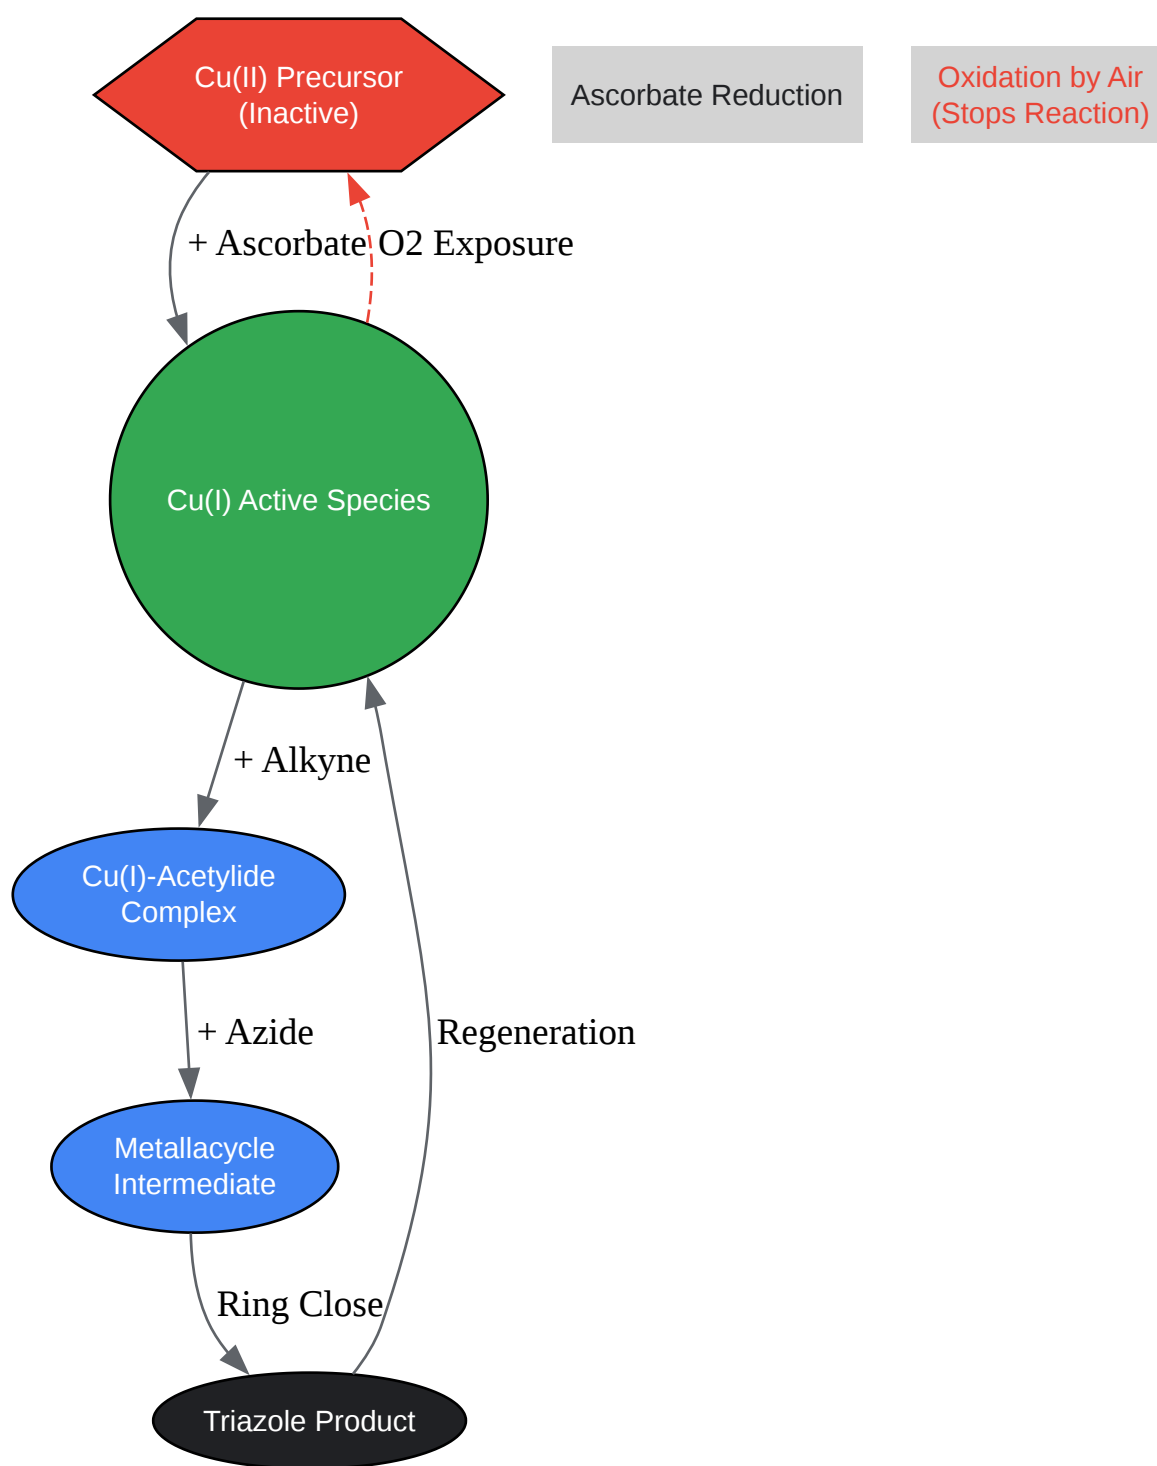 Cu(II) Precursor
(Inactive)
Ascorbate Reduction
Oxidation by Air
(Stops Reaction)
+ Ascorbate
O2 Exposure
Cu(I) Active Species
+ Alkyne
Cu(I)-Acetylide
Complex
+ Azide
Regeneration
Metallacycle
Intermediate
Ring Close
Triazole Product